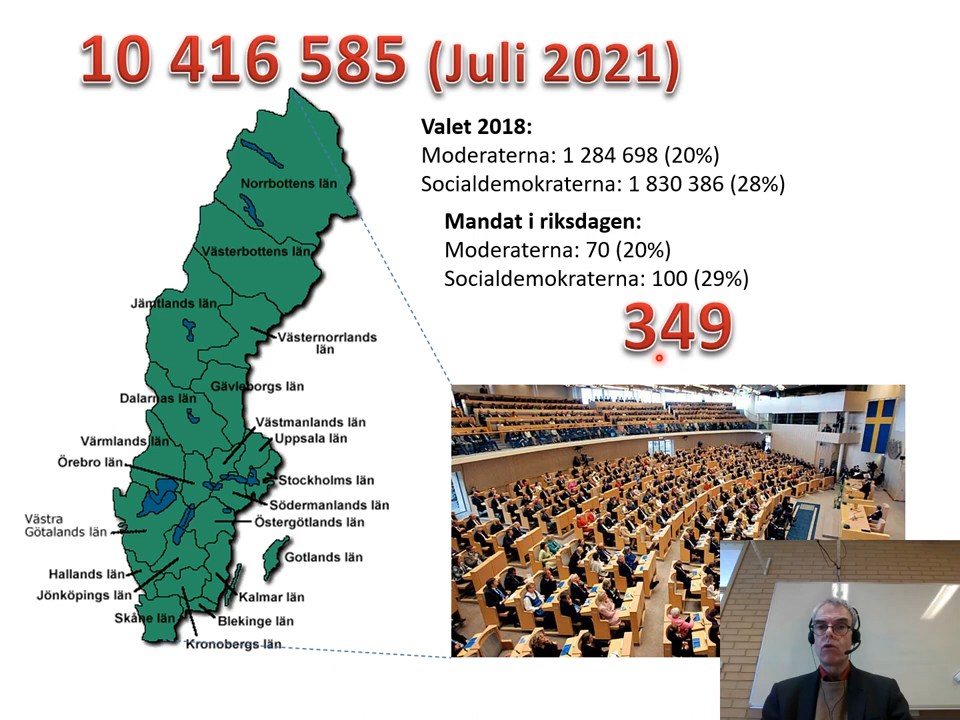 10 416 585 (Juli 2021)
Valet 2018:
Moderaterna: 1 284 698 (20%)
Socialdemokraterna: 1 830 386 (28%)
Mandat i riksdagen:
Moderaterna: 70 (20%)
Socialdemokraterna: 100 (29%)
349
Norrbottens län
Västerbottens län
Jämtlands län
Västernorrlands
län
Gävleborgs län
Dalarnas län
Västmanlands län
Uppsala län
Värmlands län
Örebro län
Stockholms län
Södermanlands län
Östergötlands län
Västra
Götalands län
Gotlands län
Hallands län
Jönköpings län
Kalmar län
Skåne län
Blekinge län
Kronobergs län